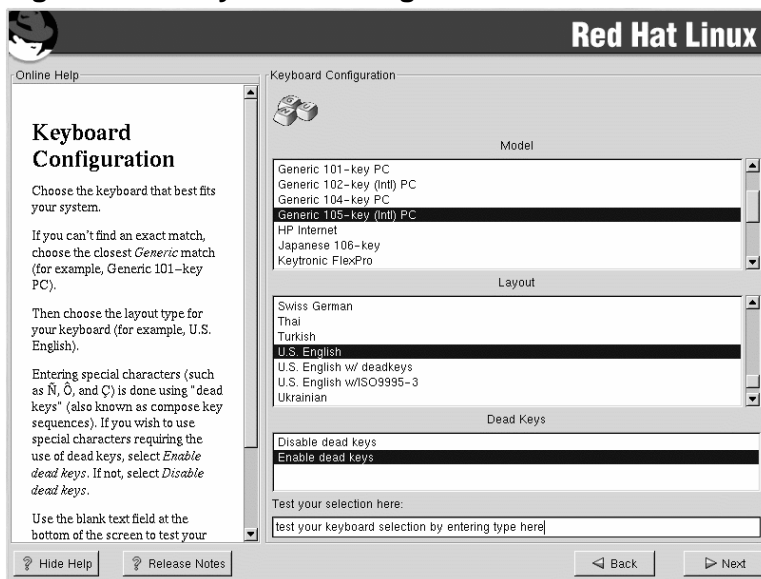 Red Hat Linux
Online Help
Keyboard
Configuration
Choose the keyboard that best fits
your system.
If you can't find an exact match,
choose the closest Generic match
(for example, Generic 101-key
PC).
Then choose the layout type for
your keyboard (for example, U.S.
English).
Entering special characters (such
as Ñ, Ô, and Ç) is done using "dead
keys" (also known as compose key
sequences). If you wish to use
special characters requiring the
use of dead keys, select Enable
dead keys. If not, select Disable
dead keys.
Use the blank text field at the
bottom of the screen to test your
Keyboard Configuration
Model
Generic 101-key PC
Generic 102-key (Intl) PC
Generic 104-key PC
Generic 105-key (Intl) PC
HP Internet
Japanese 106-key
Keytronic FlexPro
Layout
Swiss German
Thai
Turkish
U.S. English
U.S. English w/ deadkeys
U.S. English w/ISO9995-3
Ukrainian
Dead Keys
Disable dead keys
Enable dead keys
Test your selection here:
test your keyboard selection by entering type here
Hide Help
Release Notes
Back
Next